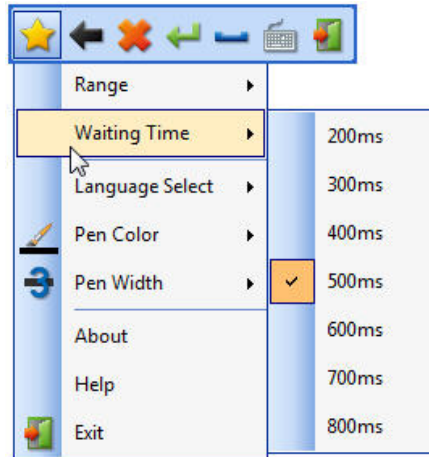 Range
Waiting Time
Language Select
Pen Color
3 Pen Width
About
Help
Exit
200ms
300ms
400ms
500ms
600ms
700ms
800ms